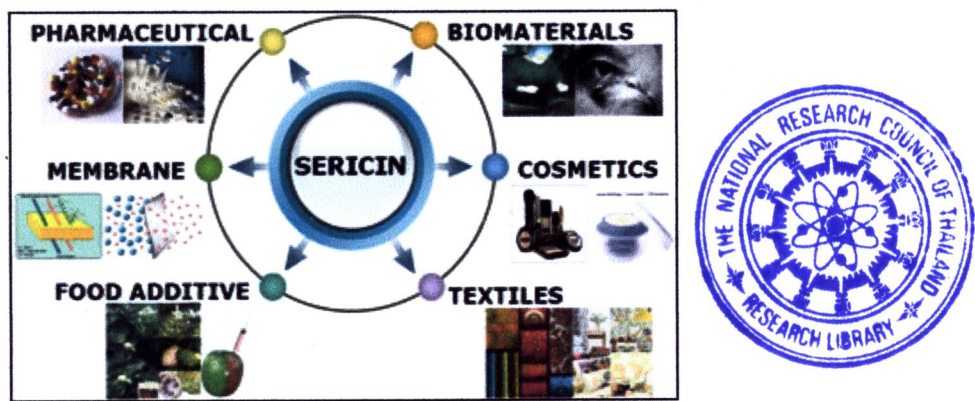 PHARMACEUTICAL
BIOMATERIALS
SERICIN
MEMBRANE
COSMETICS
FOOD ADDITIVE
TEXTILES
THE NATIONAL RESEARCH COUNCIL OF THAILAND
RESEARCH LIBRARY